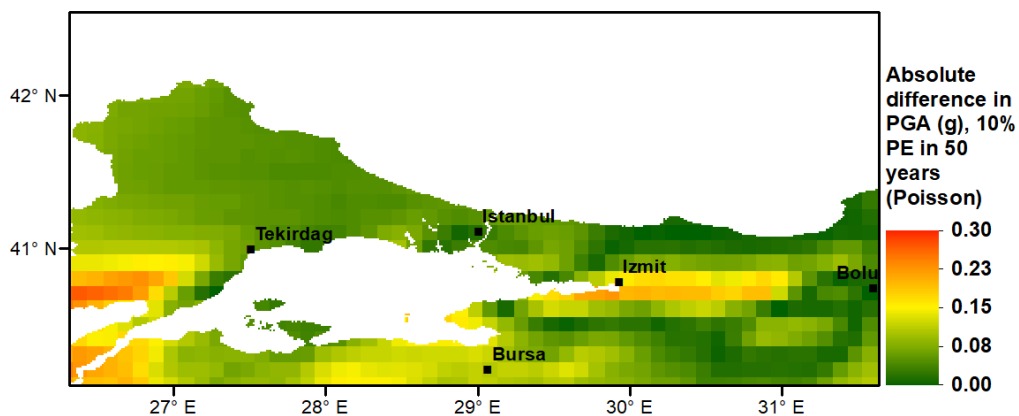 Absolute
difference in
PGA (g), 10%
PE in 50
years
(Poisson)
0.30
0.23
0.15
0.08
0.00
42° N
41° N
Istanbul
Tekirdag
Izmit
Bolu
Bursa
27° E
28° E
29° E
30° E
31° E